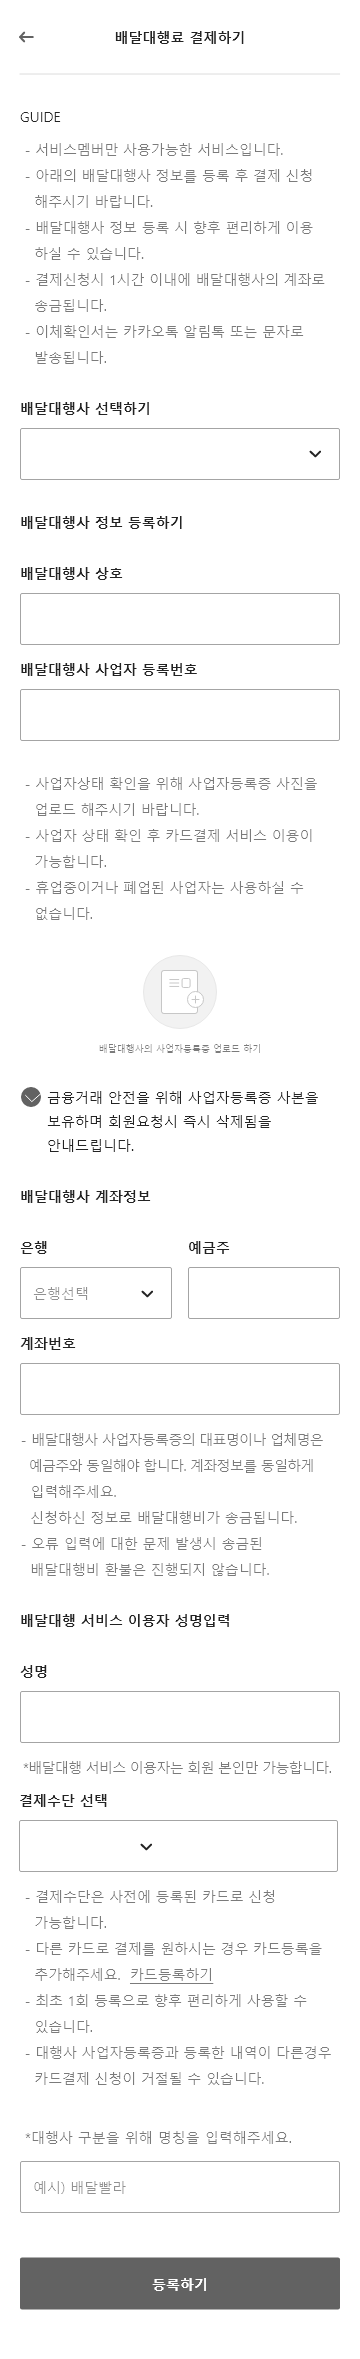 배달대행료 결제하기
GUIDE
- 서비스멤버만 사용가능한 서비스입니다.
- 아래의 배달대행사 정보를 등록 후 결제 신청
해주시기 바랍니다.
- 배달대행사 정보 등록 시 향후 편리하게 이용
하실 수 있습니다.
- 결제신청시 1시간 이내에 배달대행사의 계좌로
송금됩니다.
- 이체확인서는 카카오톡 알림톡 또는 문자로
발송됩니다.
배달대행사 선택하기
배달대행사 정보 등록하기
배달대행사 상호
배달대행사 사업자 등록번호
- 사업자상태 확인을 위해 사업자등록증 사진을
업로드 해주시기 바랍니다.
- 사업자 상태 확인 후 카드결제 서비스 이용이
가능합니다.
- 휴업중이거나 폐업된 사업자는 사용하실 수
없습니다.
배달대행사의 사업자등록증 업로드 하기
금융거래 안전을 위해 사업자등록증 사본을
보유하며 회원요청시 즉시 삭제됨을
안내드립니다.
배달대행사 계좌정보
은행 예금주
은행선택
계좌번호
- 배달대행사 사업자등록증의 대표명이나 업체명은
예금주와 동일해야 합니다. 계좌정보를 동일하게
입력해주세요.
신청하신 정보로 배달대행비가 송금됩니다.
- 오류 입력에 대한 문제 발생시 송금된
배달대행비 환불은 진행되지 않습니다.
배달대행 서비스 이용자 성명입력
성명
*배달대행 서비스 이용자는 회원 본인만 가능합니다.
결제수단 선택
- 결제수단은 사전에 등록된 카드로 신청
가능합니다.
- 다른 카드로 결제를 원하시는 경우 카드등록을
추가해주세요. 카드등록하기
- 최초 1회 등록으로 향후 편리하게 사용할 수
있습니다.
- 대행사 사업자등록증과 등록한 내역이 다른경우
카드결제 신청이 거절될 수 있습니다.
*대행사 구분을 위해 명칭을 입력해주세요.
예시) 배달빨라
등록하기